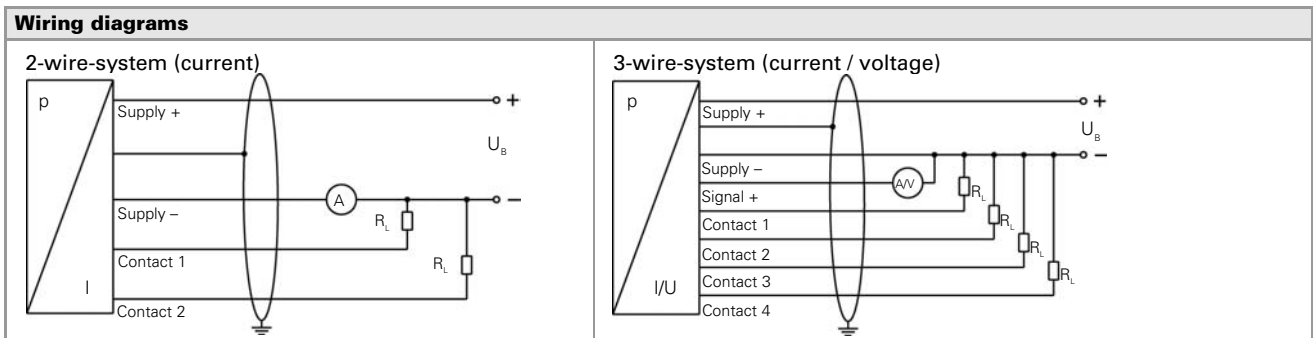 Wiring diagrams
2-wire-system (current)
p
Supply +
+
U_B
Supply –
A
–
R_L
Contact 1
R_L
I
Contact 2
3-wire-system (current / voltage)
p
Supply +
+
U_B
–
Supply –
A/V
Signal +
R_L
Contact 1
R_L
Contact 2
R_L
Contact 3
R_L
I/U
Contact 4